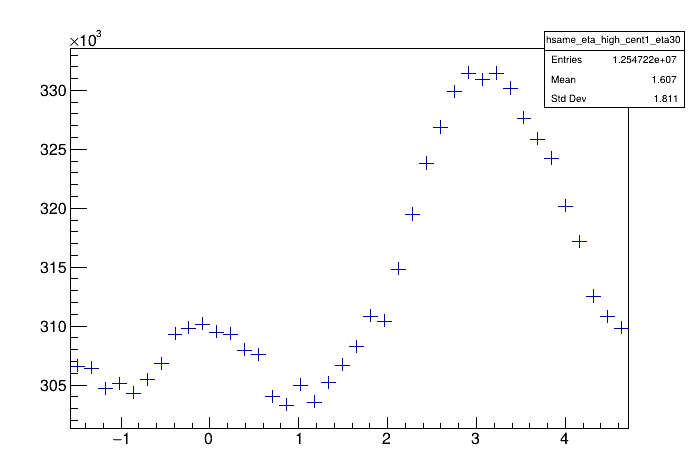 ×10³
hsame_eta_high_cent1_eta30
Entries 1.254722e+07
Mean 1.607
Std Dev 1.811
330
325
320
315
310
305
−1 0 1 2 3 4